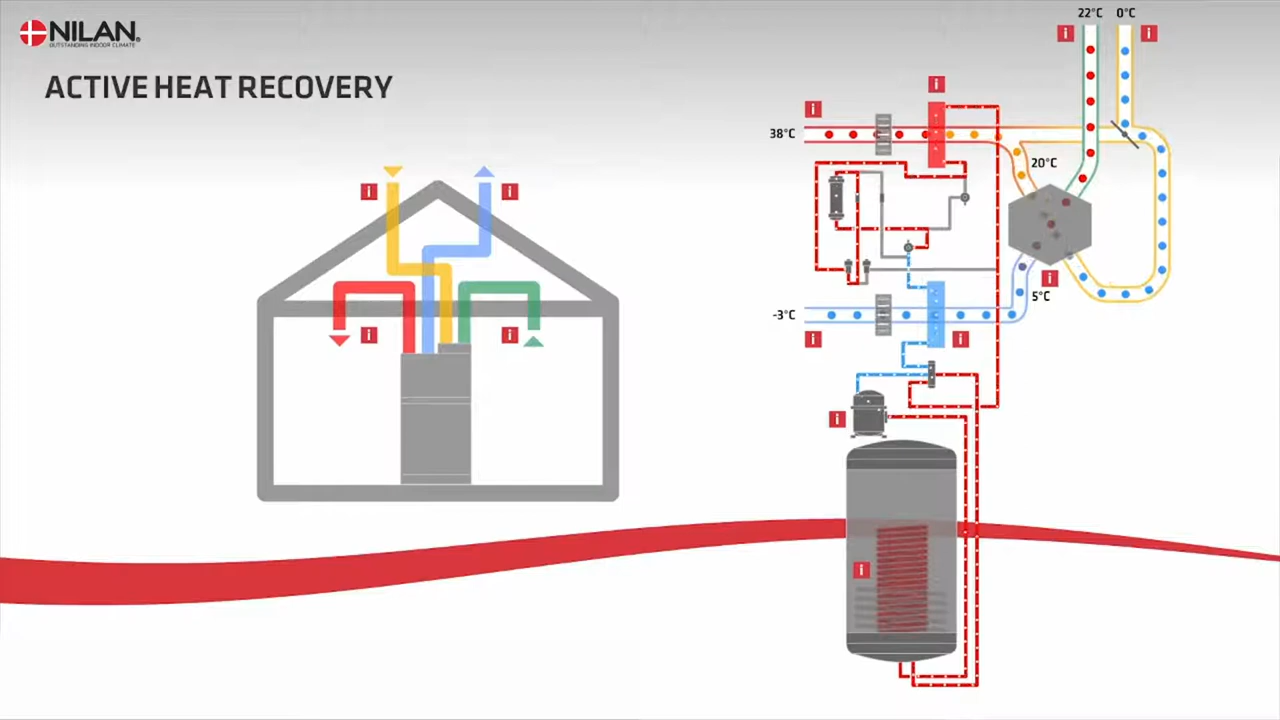 NILAN
OUTSTANDING INDOOR CLIMATE
ACTIVE HEAT RECOVERY
22°C 0°C
i i
i
i
38°C
20°C
i i
i
5°C
-3°C
i i
i i
i
i